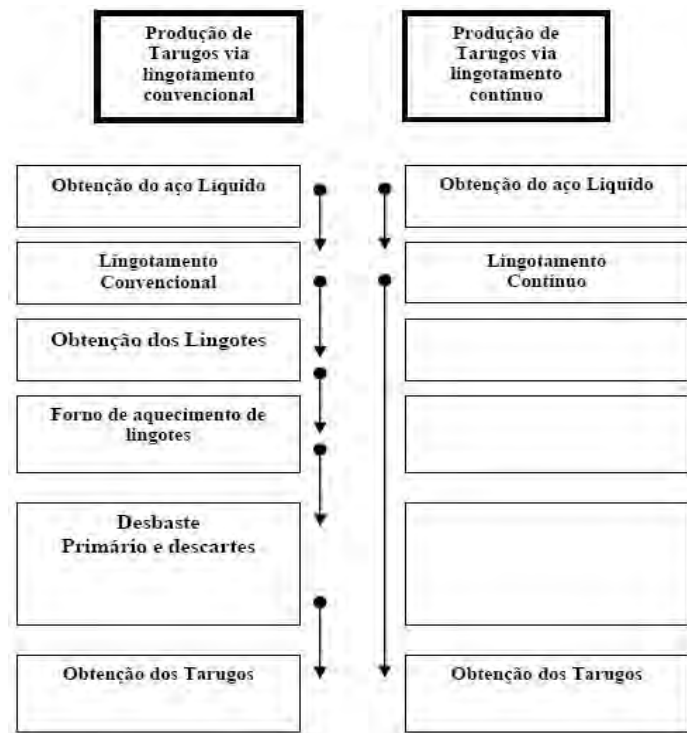 Produção de
Tarugos via
lingotamento
convencional
Produção de
Tarugos via
lingotamento
contínuo
Obtenção do aço Líquido
Obtenção do aço Líquido
Lingotamento
Convencional
Lingotamento
Contínuo
Obtenção dos Lingotes
Forno de aquecimento de
lingotes
Desbaste
Primário e descartes
Obtenção dos Tarugos
Obtenção dos Tarugos